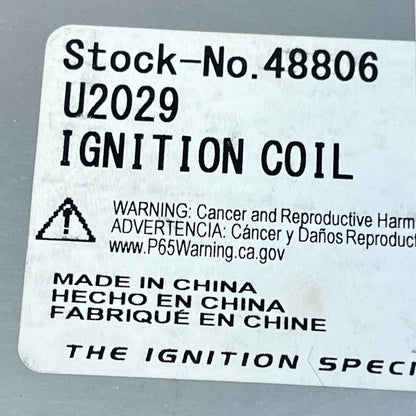 Stock-No.48806
U2029
IGNITION COIL
WARNING: Cancer and Reproductive Harm
ADVERTENCIA: Cáncer y Daños Reproduct
www.P65Warning.ca.gov
MADE IN CHINA
HECHO EN CHINA
FABRIQUÉ EN CHINE
THE IGNITION SPECI